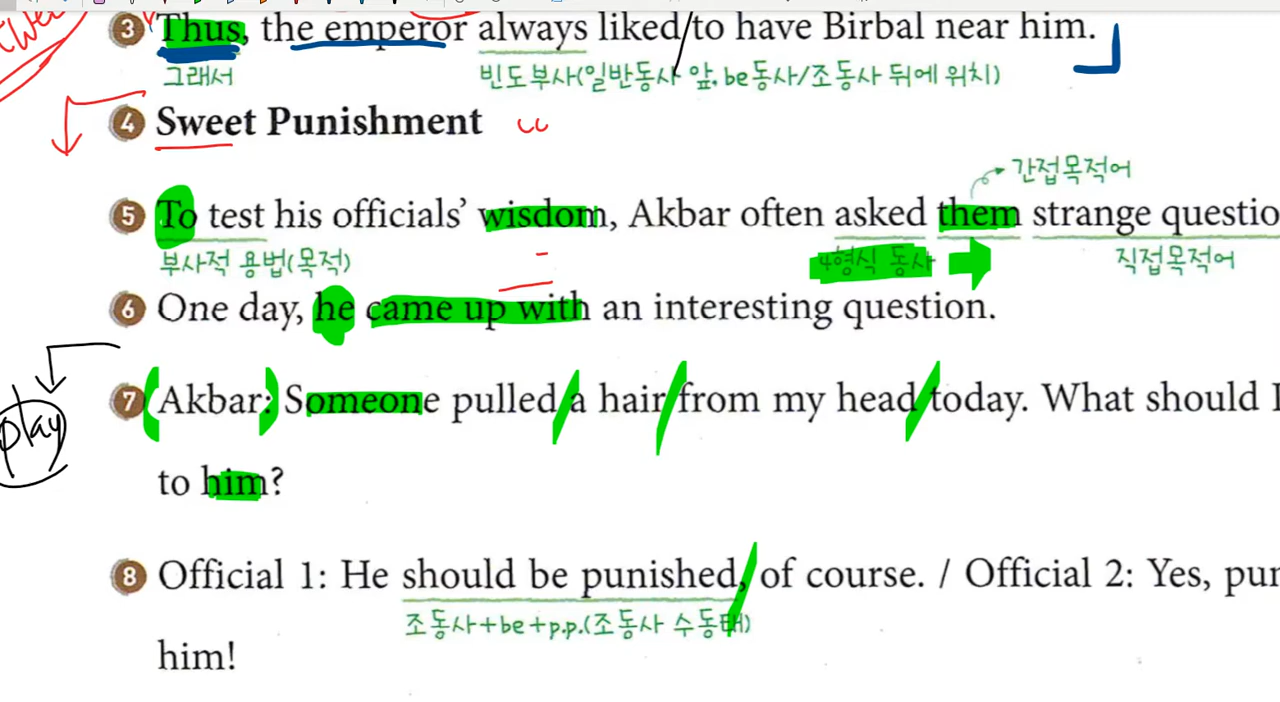 ③ Thus, the emperor always liked/to have Birbal near him.
그래서 빈도부사(일반동사 앞, be동사/조동사 뒤에 위치)
④ Sweet Punishment
간접목적어
⑤ To test his officials’ wisdom, Akbar often asked them strange questio
부사적 용법(목적) 4형식 동사 직접목적어
⑥ One day, he came up with an interesting question.
⑦ (Akbar:) Someone pulled/a hair/from my head/today. What should I
play
to him?
⑧ Official 1: He should be punished,/of course. / Official 2: Yes, pun
조동사+be+p.p.(조동사 수동태)
him!